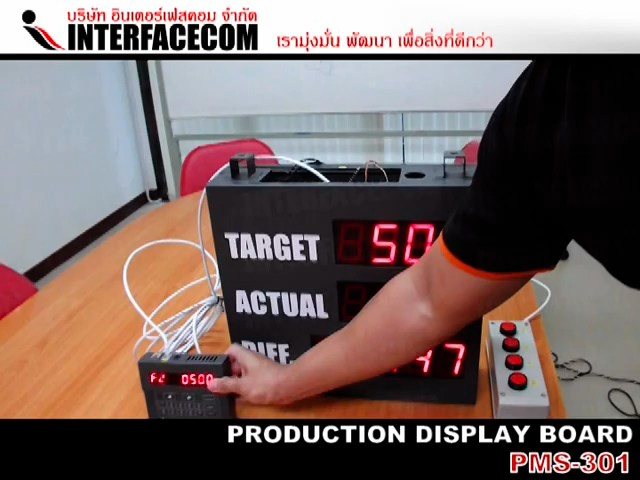 บริษัท อินเตอร์เฟสคอม จำกัด
INTERFACECOM
เรามุ่งมั่น พัฒนา เพื่อสิ่งที่ดีกว่า
TARGET 50
ACTUAL
DIFF. 47
0500
PRODUCTION DISPLAY BOARD
PMS-301